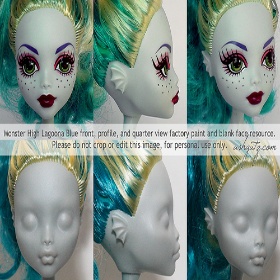 Monster High Lagoona Blue front, profile, and quarter view factory paint and blank face resource.
Please do not crop or edit this image, for personal use only.